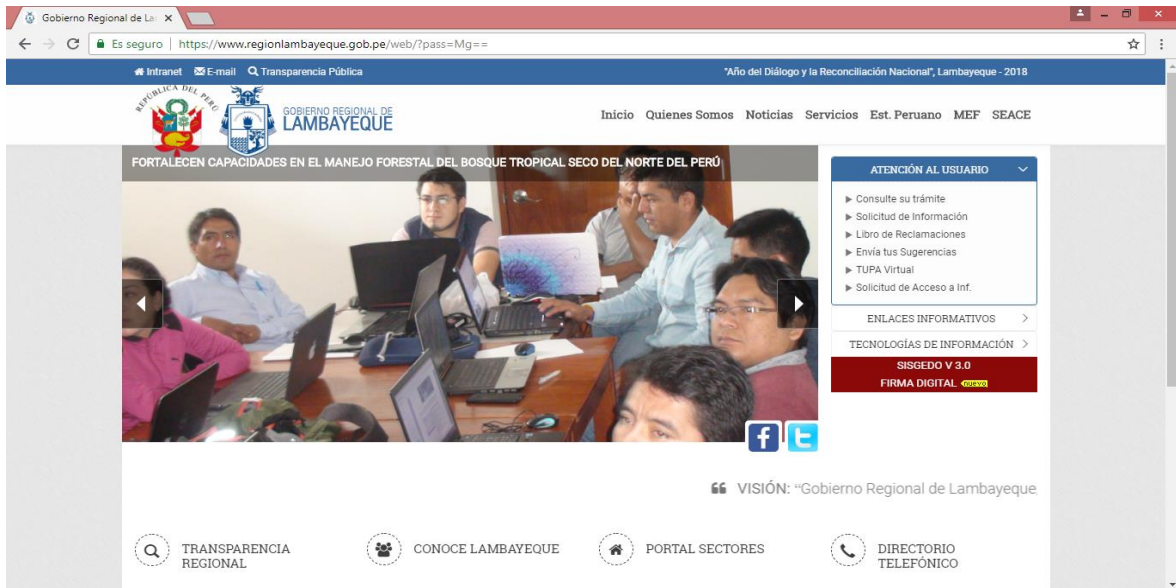 Gobierno Regional de La
Es seguro | https://www.regionlambayeque.gob.pe/web/?pass=Mg==
Intranet E-mail Transparencia Pública
"Año del Diálogo y la Reconciliación Nacional", Lambayeque - 2018
REPÚBLICA DEL PERÚ
GOBIERNO REGIONAL DE
LAMBAYEQUE
Inicio Quienes Somos Noticias Servicios Est. Peruano MEF SEACE
FORTALECEN CAPACIDADES EN EL MANEJO FORESTAL DEL BOSQUE TROPICAL SECO DEL NORTE DEL PERÚ
ATENCIÓN AL USUARIO
Consulte su trámite
Solicitud de Información
Libro de Reclamaciones
Envía tus Sugerencias
TUPA Virtual
Solicitud de Acceso a Inf.
ENLACES INFORMATIVOS
TECNOLOGÍAS DE INFORMACIÓN
SISGEDO V 3.0
FIRMA DIGITAL nuevo
VISIÓN: “Gobierno Regional de Lambayeque,
TRANSPARENCIA
REGIONAL
CONOCE LAMBAYEQUE
PORTAL SECTORES
DIRECTORIO
TELEFÓNICO